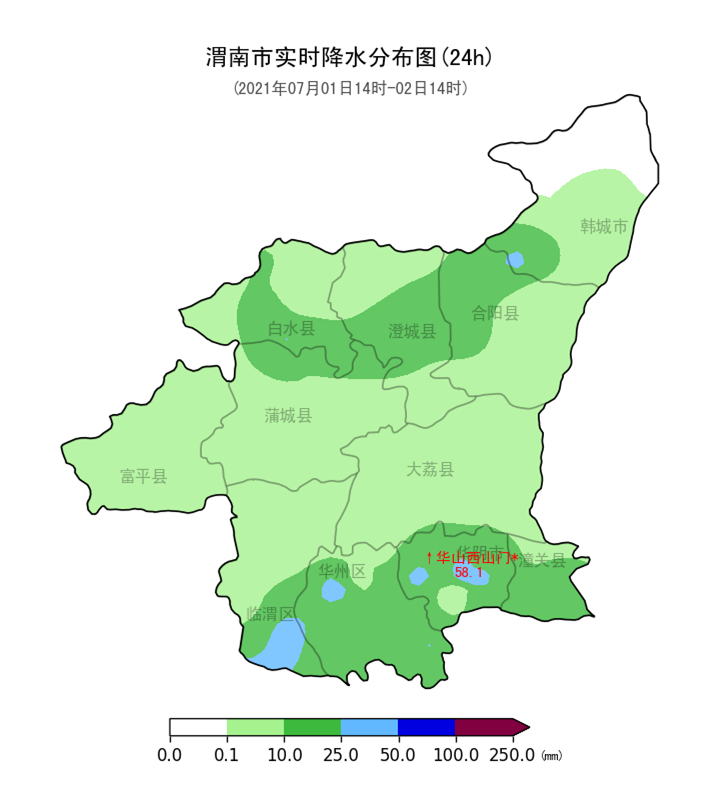 渭南市实时降水分布图(24h)
(2021年07月01日14时-02日14时)
韩城市
合阳县
白水县
澄城县
蒲城县
大荔县
富平县
华阴市
潼关县
↑华山西山门*
58.1
华州区
临渭区
0.0 0.1 10.0 25.0 50.0 100.0 250.0 (mm)